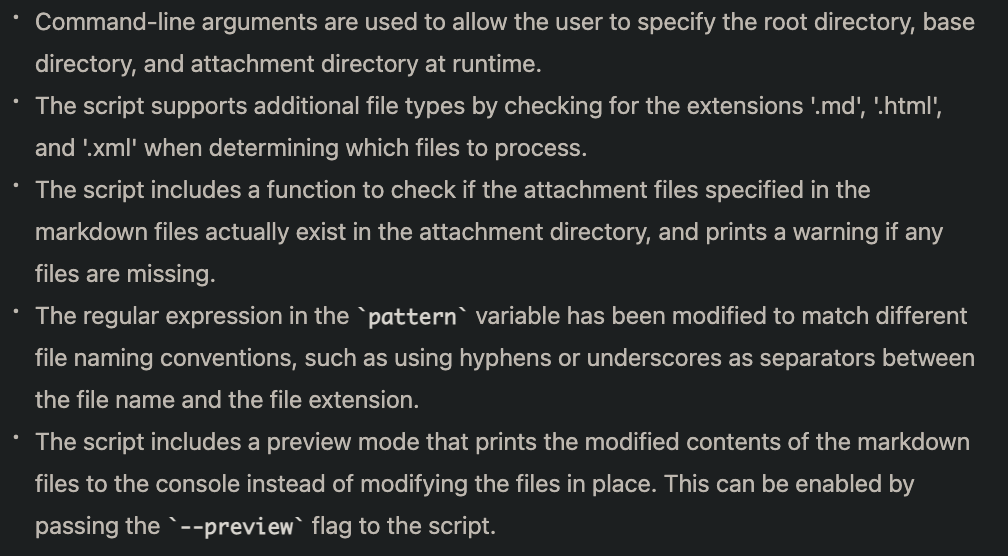 • Command-line arguments are used to allow the user to specify the root directory, base
directory, and attachment directory at runtime.
• The script supports additional file types by checking for the extensions '.md', '.html',
and '.xml' when determining which files to process.
• The script includes a function to check if the attachment files specified in the
markdown files actually exist in the attachment directory, and prints a warning if any
files are missing.
• The regular expression in the `pattern` variable has been modified to match different
file naming conventions, such as using hyphens or underscores as separators between
the file name and the file extension.
• The script includes a preview mode that prints the modified contents of the markdown
files to the console instead of modifying the files in place. This can be enabled by
passing the `--preview` flag to the script.